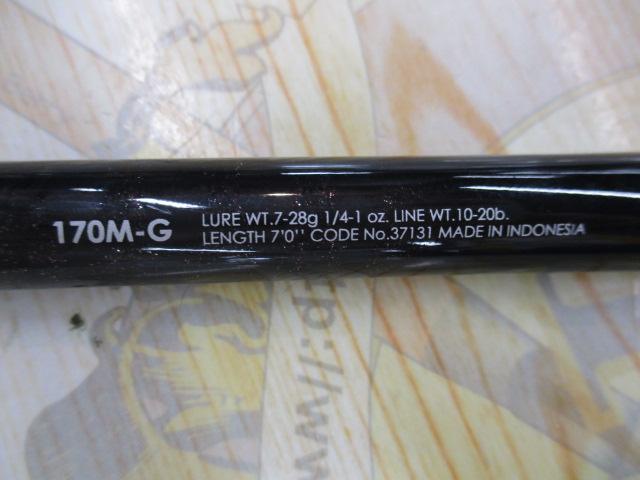 170M-G
LURE WT.7-28g 1/4-1 oz. LINE WT.10-20b.
LENGTH 7'0'' CODE No.37131 MADE IN INDONESIA
p://www